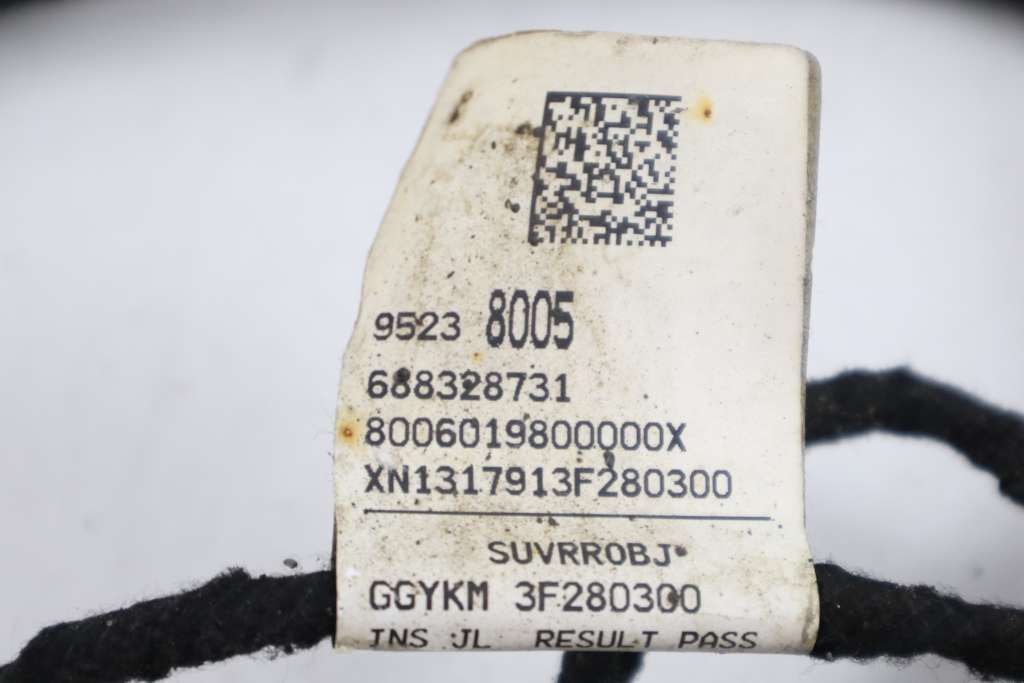 9523 8005
688328731
8006019800000X
XN1317913F280300
SUVRROBJ
GGYKM 3F280300
INS JL RESULT PASS